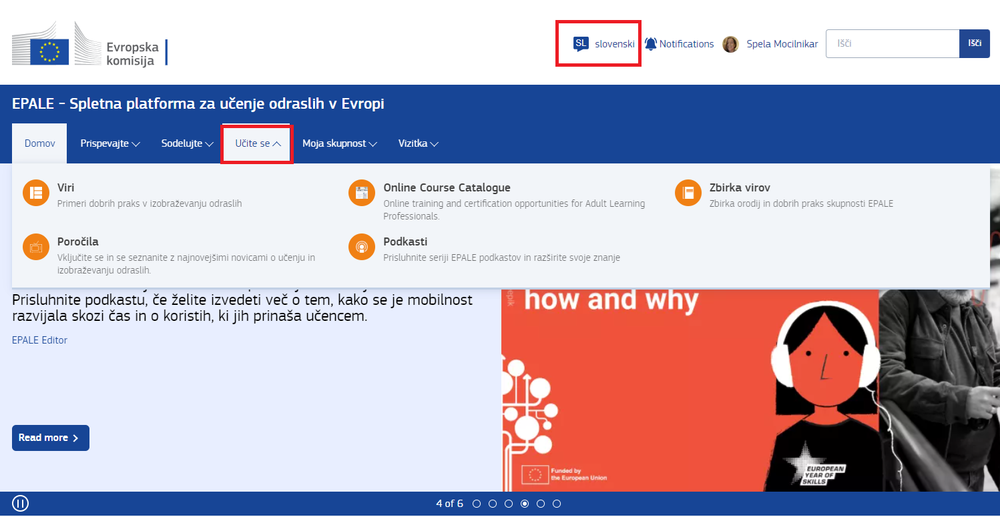 Evropska
komisija
SL slovenski
Notifications
Spela Mocilnikar
Išči
Išči
EPALE – Spletna platforma za učenje odraslih v Evropi
Domov
Prispevajte
Sodelujte
Učite se
Moja skupnost
Vizitka
Viri
Primeri dobrih praks v izobraževanju odraslih
Online Course Catalogue
Online training and certification opportunities for Adult Learning
Professionals.
Zbirka virov
Zbirka orodij in dobrih praks skupnosti EPALE
Poročila
Vključite se in se seznanite z najnovejšimi novicami o učenju in
izobraževanju odraslih.
Podkasti
Prisluhnite seriji EPALE podkastov in razširite svoje znanje
Prisluhnite podkastu, če želite izvedeti več o tem, kako se je mobilnost
razvijala skozi čas in o koristih, ki jih prinaša učencem.
EPALE Editor
Read more
how and why
Funded by
the European Union
EUROPEAN
YEAR OF
SKILLS
4 of 6